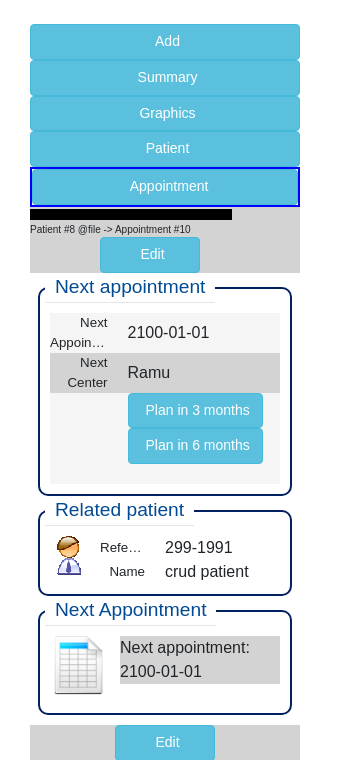 Add
Summary
Graphics
Patient
Appointment
Patient #8 @file -> Appointment #10
Edit
Next appointment
Next
Appoin…
2100-01-01
Next
Center
Ramu
Plan in 3 months
Plan in 6 months
Related patient
Refe… 299-1991
Name crud patient
Next Appointment
Next appointment:
2100-01-01
Edit